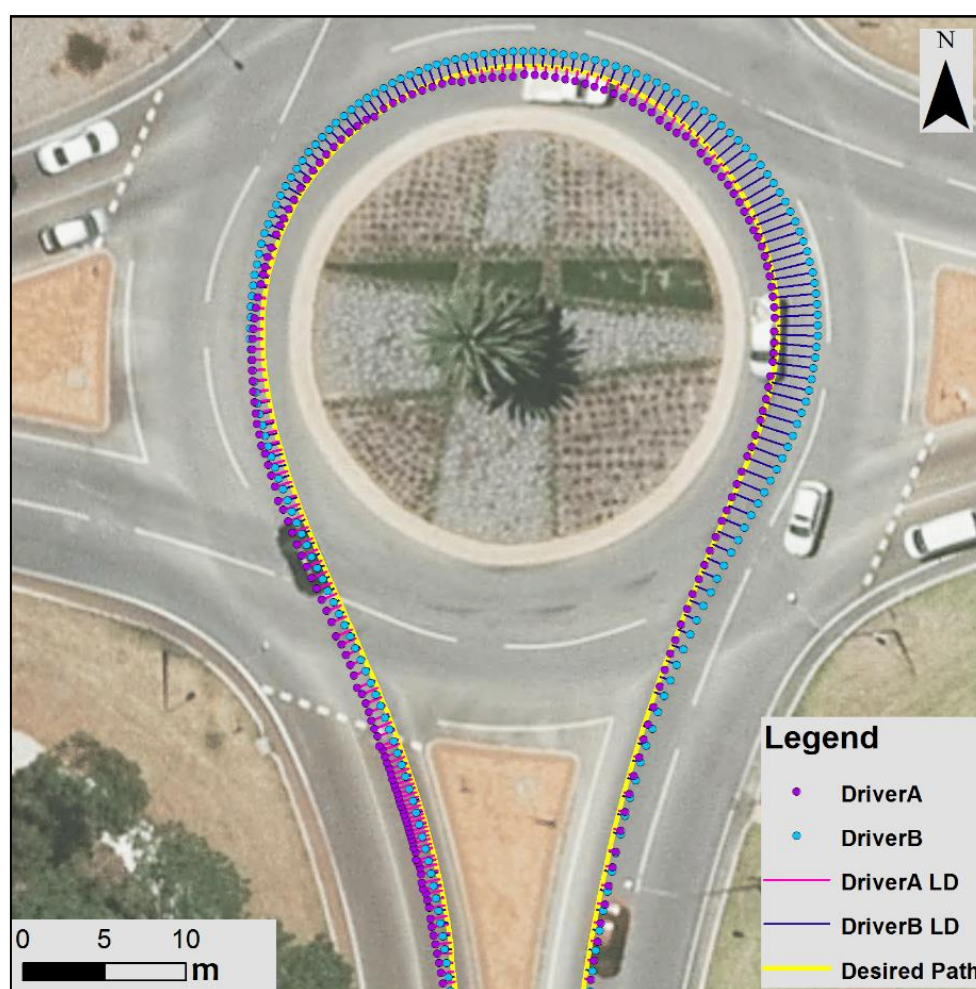 N
Legend
DriverA
DriverB
DriverA LD
DriverB LD
Desired Path
0 5 10
m